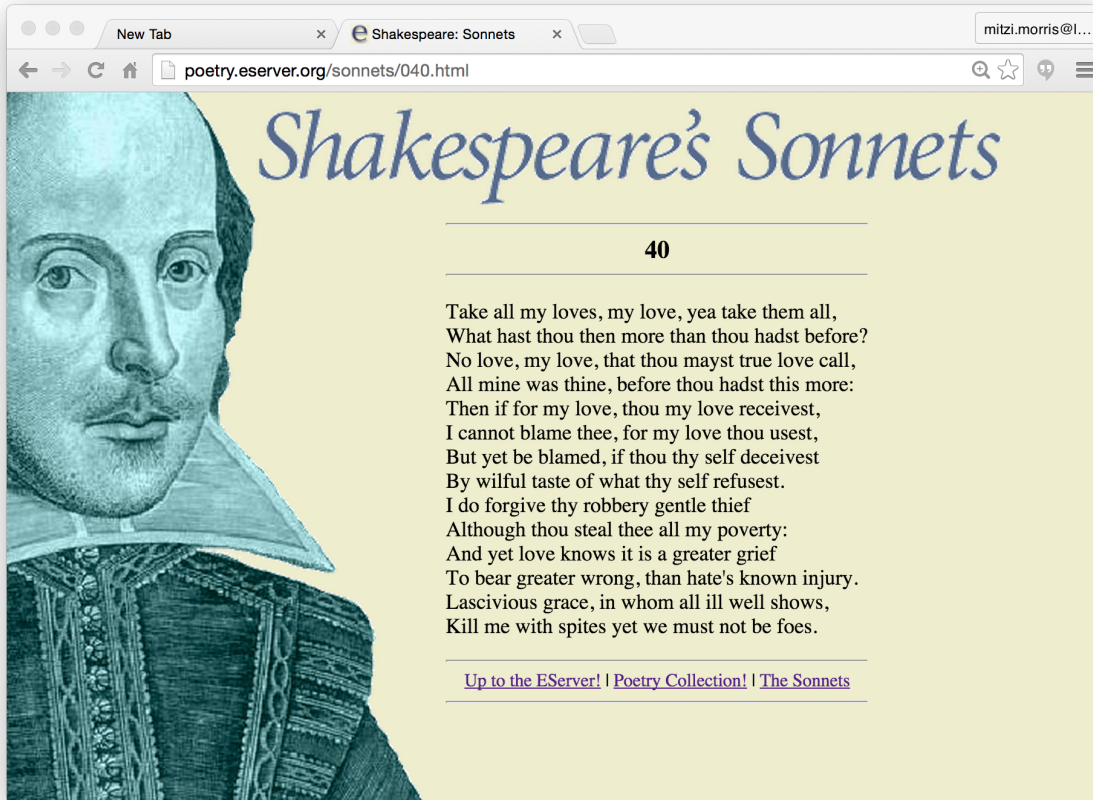 New Tab
Shakespeare: Sonnets
mitzi.morris@l...
poetry.eserver.org/sonnets/040.html
Shakespeare's Sonnets
40
Take all my loves, my love, yea take them all,
What hast thou then more than thou hadst before?
No love, my love, that thou mayst true love call,
All mine was thine, before thou hadst this more:
Then if for my love, thou my love receivest,
I cannot blame thee, for my love thou usest,
But yet be blamed, if thou thy self deceivest
By wilful taste of what thy self refusest.
I do forgive thy robbery gentle thief
Although thou steal thee all my poverty:
And yet love knows it is a greater grief
To bear greater wrong, than hate's known injury.
Lascivious grace, in whom all ill well shows,
Kill me with spites yet we must not be foes.
Up to the EServer! | Poetry Collection! | The Sonnets